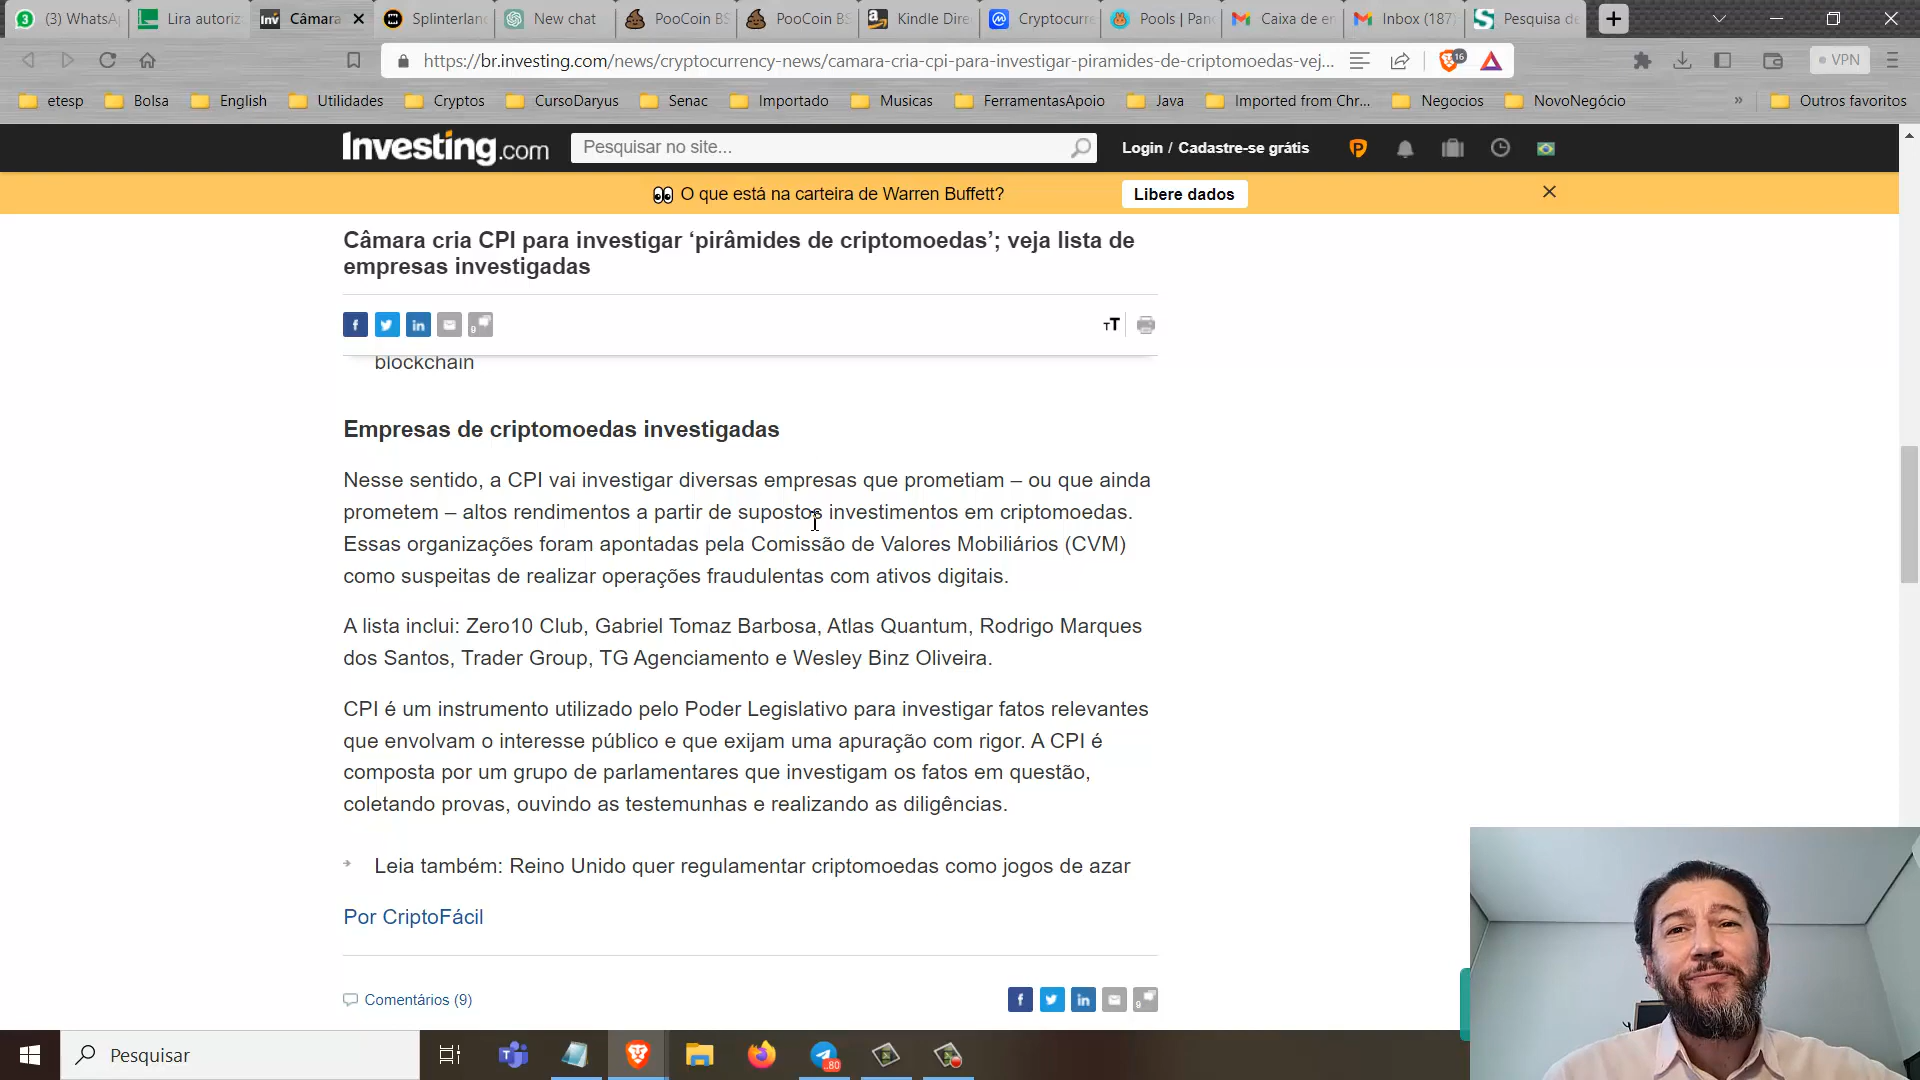 3
(3) WhatsA
Lira autoriz
Inv
Câmara
Splinterlan
New chat
PooCoin BS
PooCoin BS
Kindle Dire
Cryptocurre
Pools | Pan
Caixa de en
Inbox (187
Pesquisa de
https://br.investing.com/news/cryptocurrency-news/camara-cria-cpi-para-investigar-piramides-de-criptomoedas-vej...
16
VPN
etesp
Bolsa
English
Utilidades
Cryptos
CursoDaryus
Senac
Importado
Musicas
FerramentasApoio
Java
Imported from Chr...
Negocios
NovoNegócio
»
Outros favoritos
Investing.com
Pesquisar no site...
Login / Cadastre-se grátis
O que está na carteira de Warren Buffett?
Libere dados
Câmara cria CPI para investigar ‘pirâmides de criptomoedas’; veja lista de
empresas investigadas
9
TT
blockchain
Empresas de criptomoedas investigadas
Nesse sentido, a CPI vai investigar diversas empresas que prometiam – ou que ainda
prometem – altos rendimentos a partir de supostos investimentos em criptomoedas.
Essas organizações foram apontadas pela Comissão de Valores Mobiliários (CVM)
como suspeitas de realizar operações fraudulentas com ativos digitais.
A lista inclui: Zero10 Club, Gabriel Tomaz Barbosa, Atlas Quantum, Rodrigo Marques
dos Santos, Trader Group, TG Agenciamento e Wesley Binz Oliveira.
CPI é um instrumento utilizado pelo Poder Legislativo para investigar fatos relevantes
que envolvam o interesse público e que exijam uma apuração com rigor. A CPI é
composta por um grupo de parlamentares que investigam os fatos em questão,
coletando provas, ouvindo as testemunhas e realizando as diligências.
Leia também: Reino Unido quer regulamentar criptomoedas como jogos de azar
Por CriptoFácil
Comentários (9)
9
Pesquisar
80